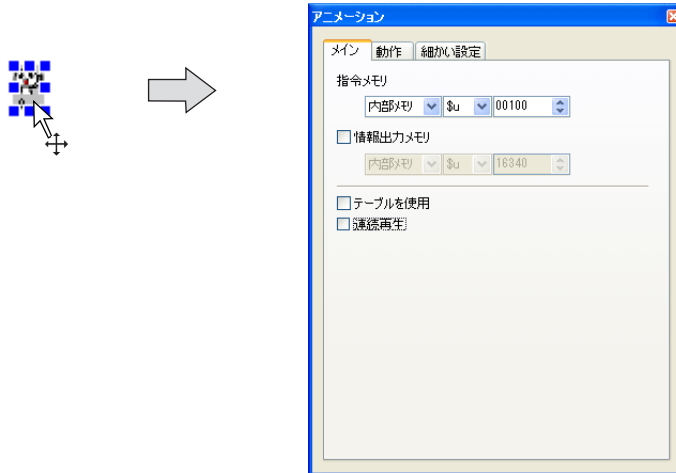 アニメーション
メイン 動作 細かい設定
指令メモリ
内部メモリ $u 00100
情報出力メモリ
内部メモリ $u 16340
テーブルを使用
連続再生